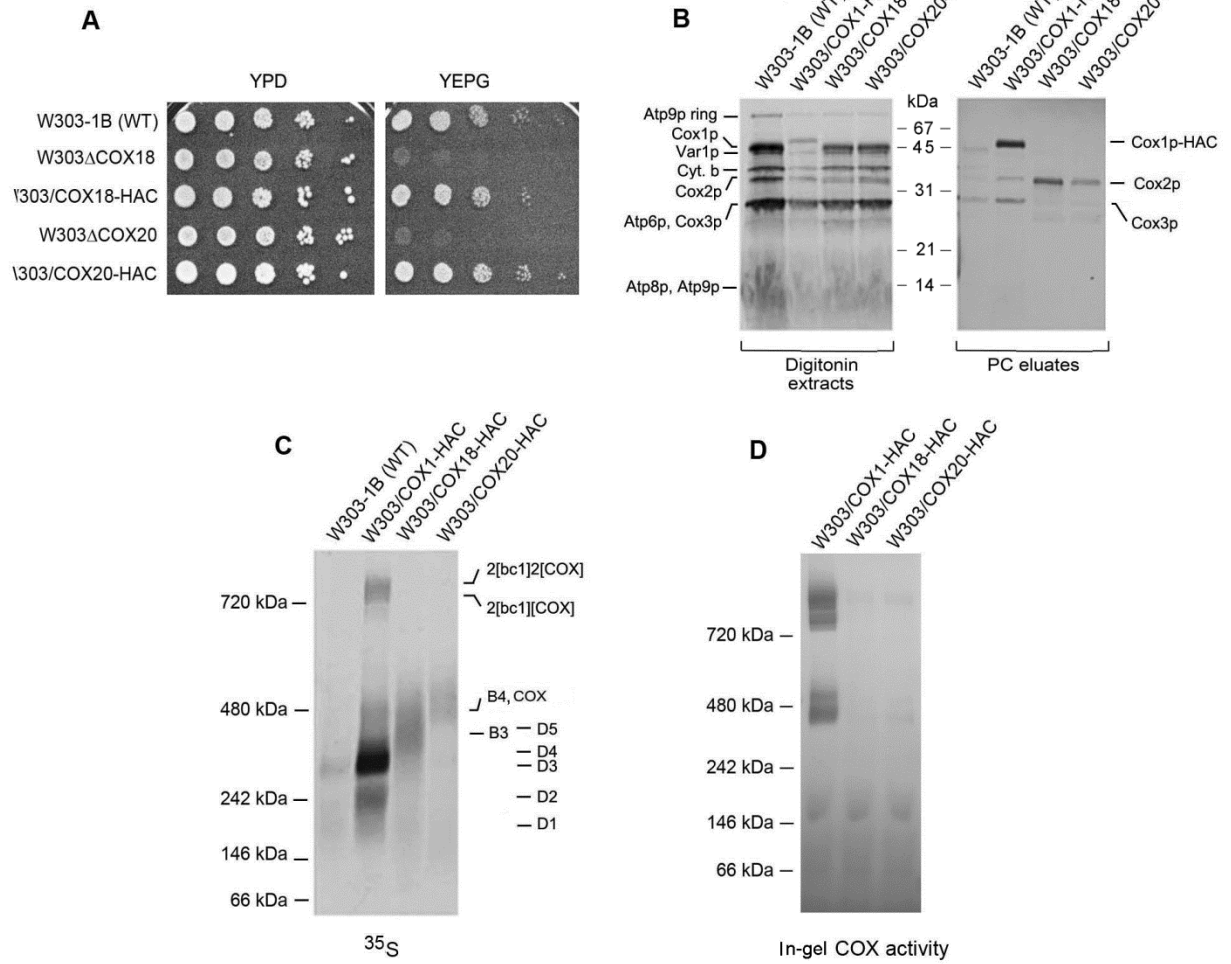 A
YPD YEPG
W303-1B (WT)
W303ΔCOX18
\303/COX18-HAC
W303ΔCOX20
\303/COX20-HAC
B
W303-1B (WT)
W303/COX1-H
W303/COX18
W303/COX20-
W303-1B (WT)
W303/COX1-H
W303/COX18
W303/COX20
Atp9p ring
Cox1p
Var1p
Cyt. b
Cox2p
Atp6p, Cox3p
Atp8p, Atp9p
kDa
67
45
31
21
14
Cox1p-HAC
Cox2p
Cox3p
Digitonin
extracts
PC eluates
C
W303-1B (WT)
W303/COX1-HAC
W303/COX18-HAC
W303/COX20-HAC
720 kDa
480 kDa
242 kDa
146 kDa
66 kDa
2[bc1]2[COX]
2[bc1][COX]
B4, COX
B3
D5
D4
D3
D2
D1
35S
D
W303/COX1-HAC
W303/COX18-HAC
W303/COX20-HAC
720 kDa
480 kDa
242 kDa
146 kDa
66 kDa
In-gel COX activity